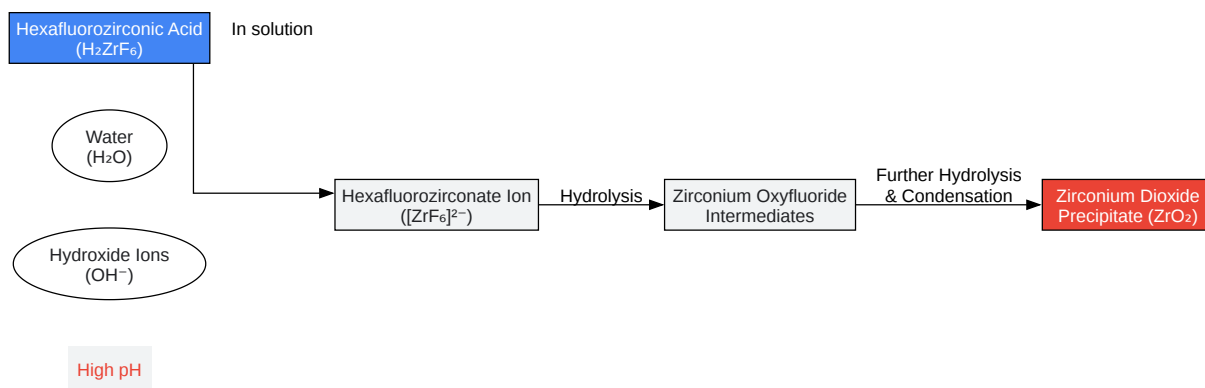 Hexafluorozirconic Acid
(H₂ZrF₆)
In solution
Water
(H₂O)
Hexafluorozirconate Ion
([ZrF₆]²⁻)
Hydrolysis
Zirconium Oxyfluoride
Intermediates
Further Hydrolysis
& Condensation
Zirconium Dioxide
Precipitate (ZrO₂)
Hydroxide Ions
(OH⁻)
High pH